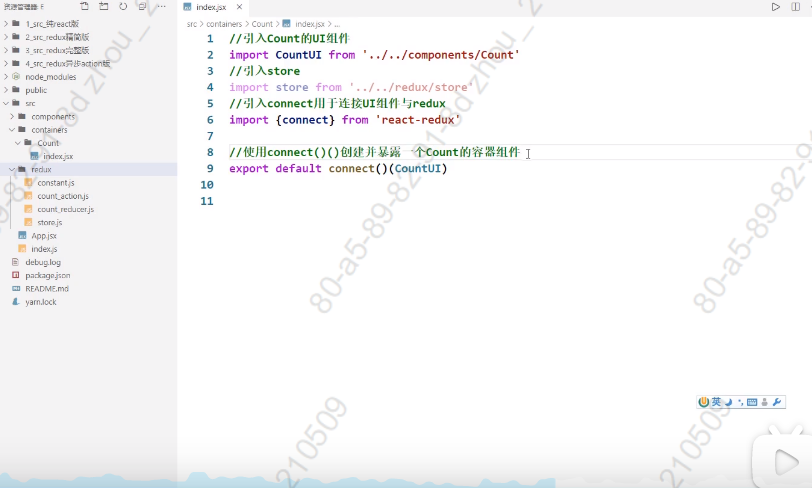 资源管理器: F
index.jsx
src > containers > Count > index.jsx > ...
1_src_纯react版
2_src_redux精简版
3_src_redux完整版
4_src_redux异步action版
node_modules
public
src
components
containers
Count
index.jsx
redux
constant.js
count_action.js
count_reducer.js
store.js
App.jsx
index.js
debug.log
package.json
README.md
yarn.lock
1 //引入Count的UI组件
2 import CountUI from '../../components/Count'
3 //引入store
4 import store from '../../redux/store'
5 //引入connect用于连接UI组件与redux
6 import {connect} from 'react-redux'
7
8 //使用connect()()创建并暴露一个Count的容器组件
9 export default connect()(CountUI)
10
11
英
80-a5-89-82-91-8d zhou_2
80-a5-89-82
210509
210509